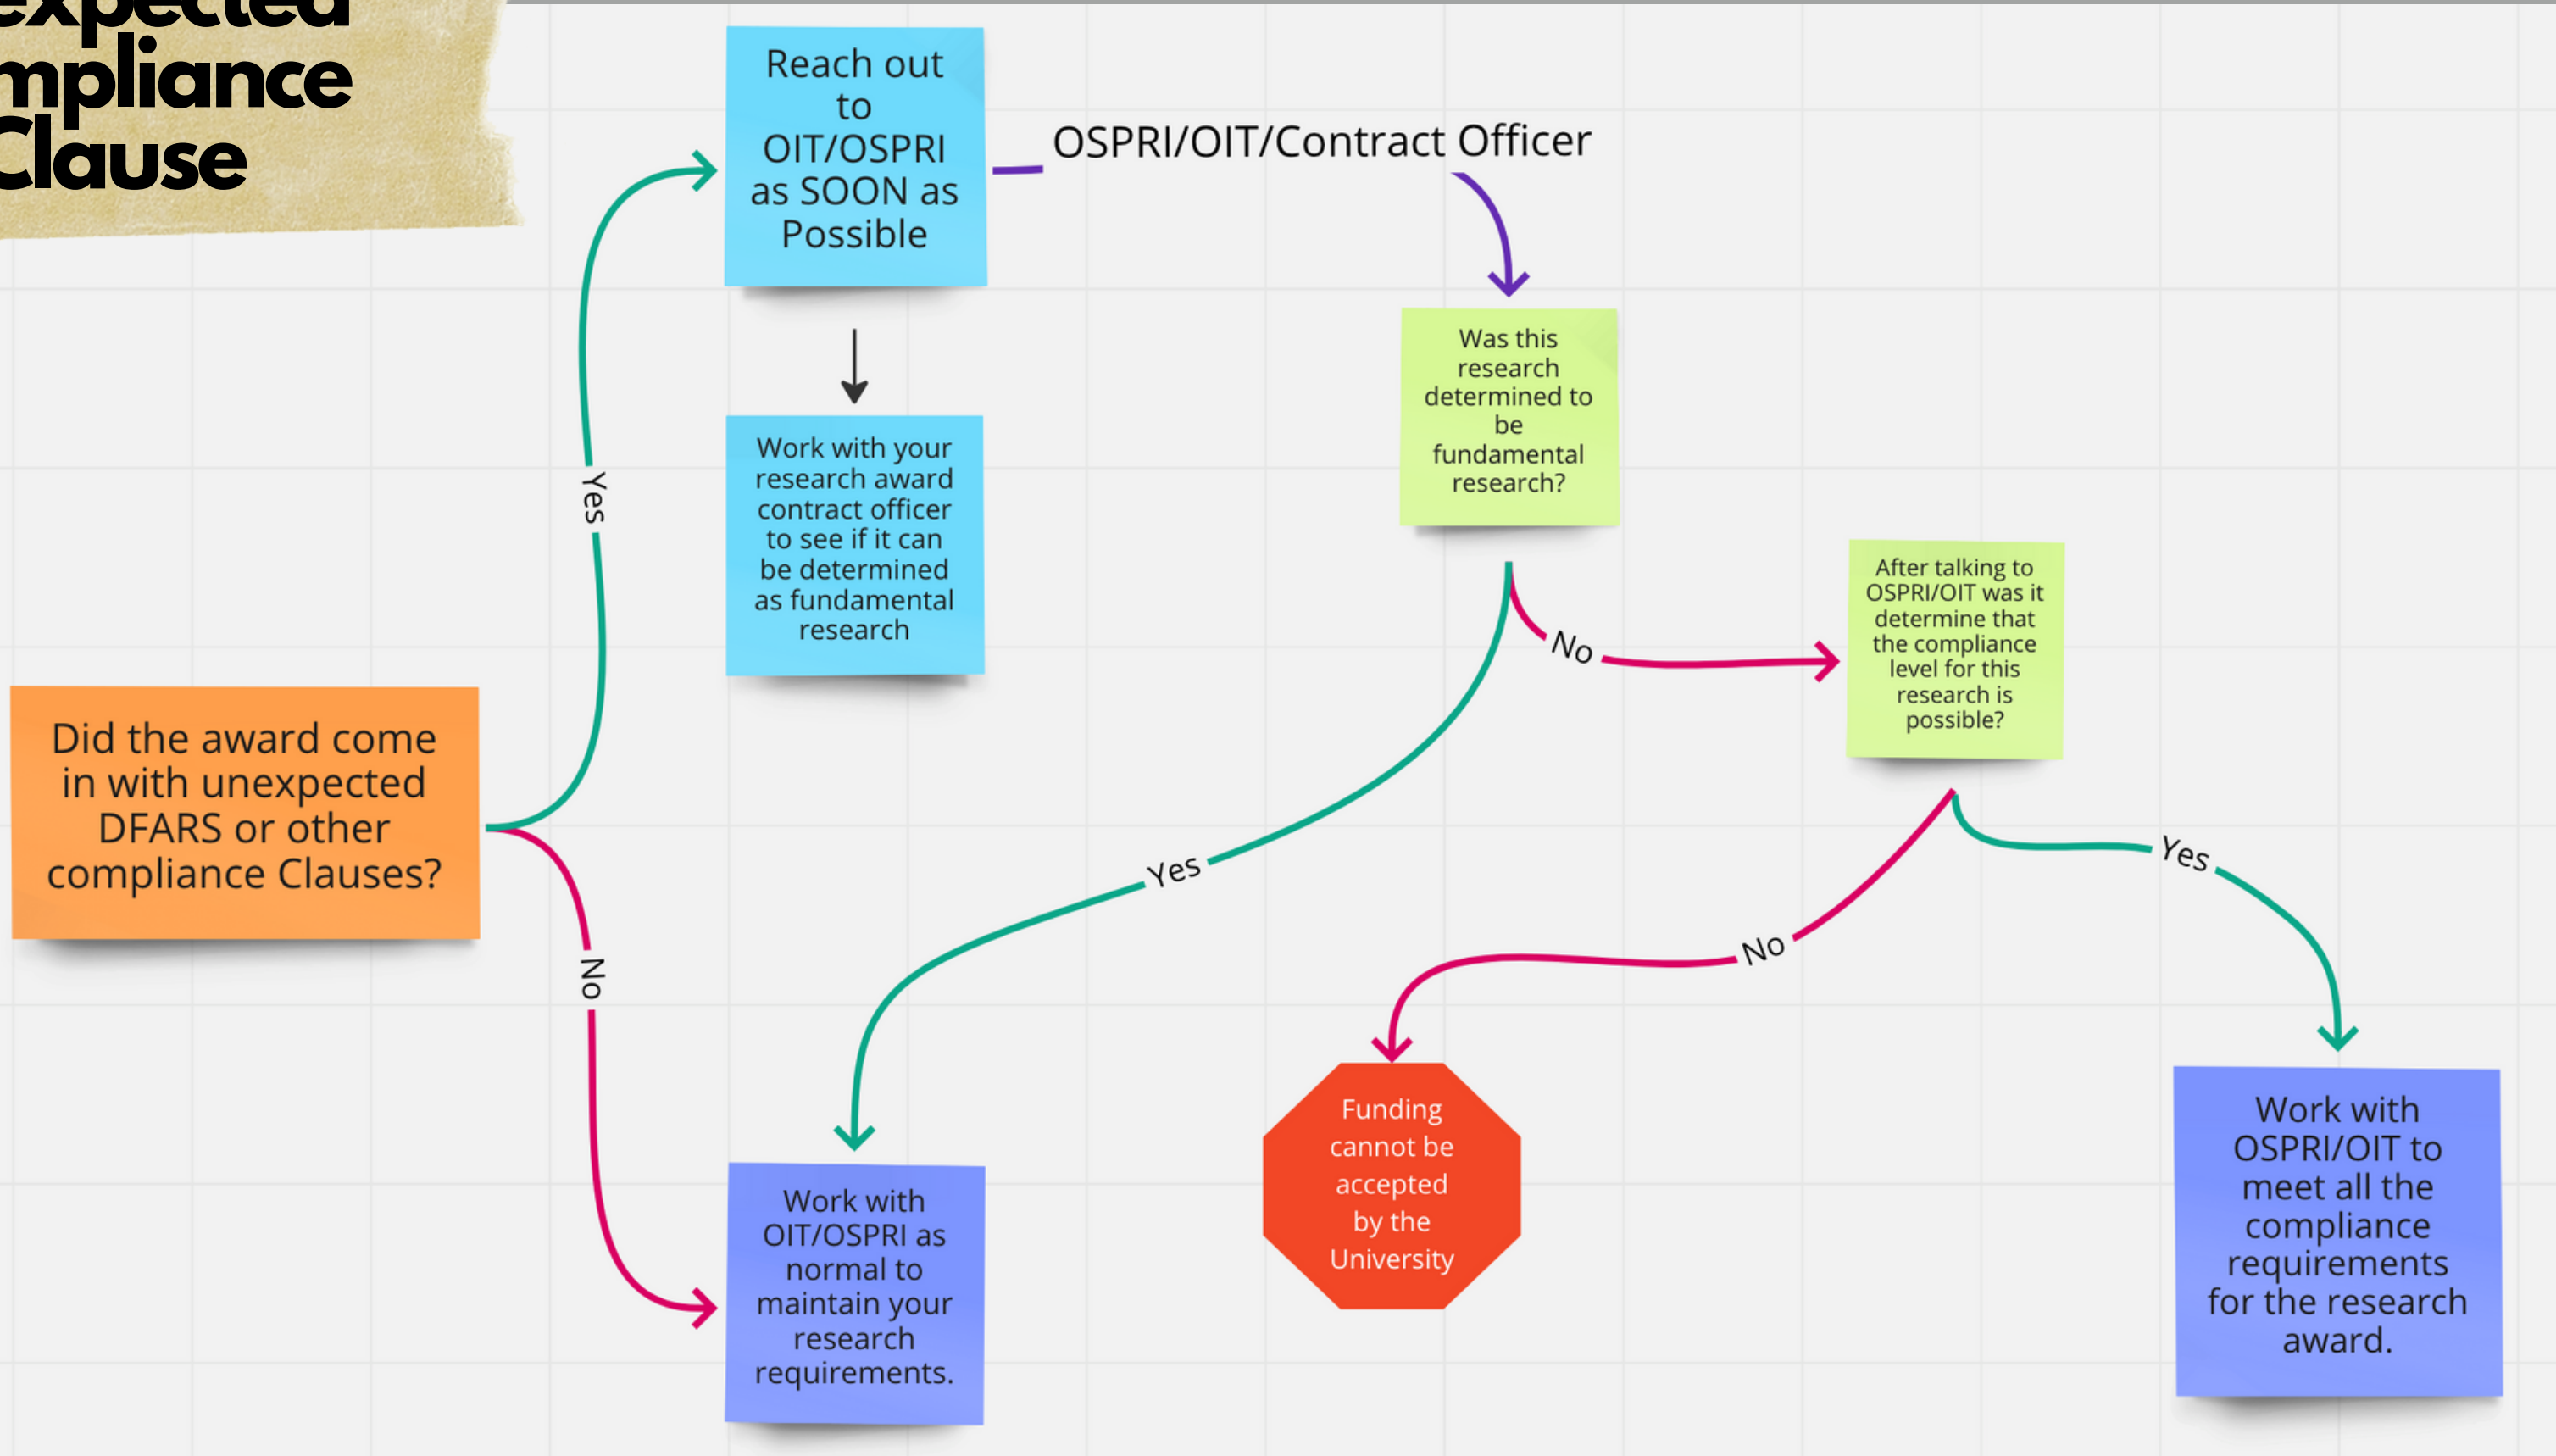 expected
mpliance
Clause
Reach out
to
OIT/OSPRI
as SOON as
Possible
OSPRI/OIT/Contract Officer
Was this
research
determined to
be
fundamental
research?
Work with your
research award
contract officer
to see if it can
be determined
as fundamental
research
Yes
No
After talking to
OSPRI/OIT was it
determine that
the compliance
level for this
research is
possible?
Did the award come
in with unexpected
DFARS or other
compliance Clauses?
Yes
Yes
No
No
Funding
cannot be
accepted
by the
University
Work with
OSPRI/OIT to
meet all the
compliance
requirements
for the research
award.
Work with
OIT/OSPRI as
normal to
maintain your
research
requirements.